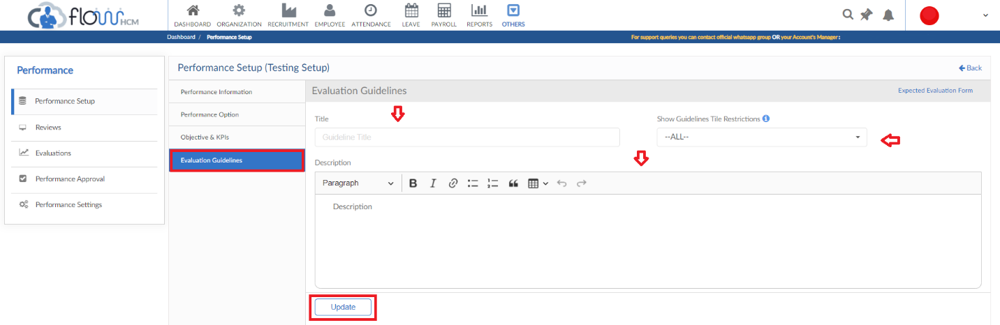 flowHCM
DASHBOARD ORGANIZATION RECRUITMENT EMPLOYEE ATTENDANCE LEAVE PAYROLL REPORTS OTHERS
Dashboard / Performance Setup For support queries you can contact official whatsapp group OR your Account's Manager :
Performance
Performance Setup
Reviews
Evaluations
Performance Approval
Performance Settings
Performance Setup (Testing Setup) Back
Performance Information
Performance Option
Objective & KPIs
Evaluation Guidelines
Evaluation Guidelines Expected Evaluation Form
Title Show Guidelines Tile Restrictions
Guideline Title --ALL--
Description
Paragraph B I
Description
Update